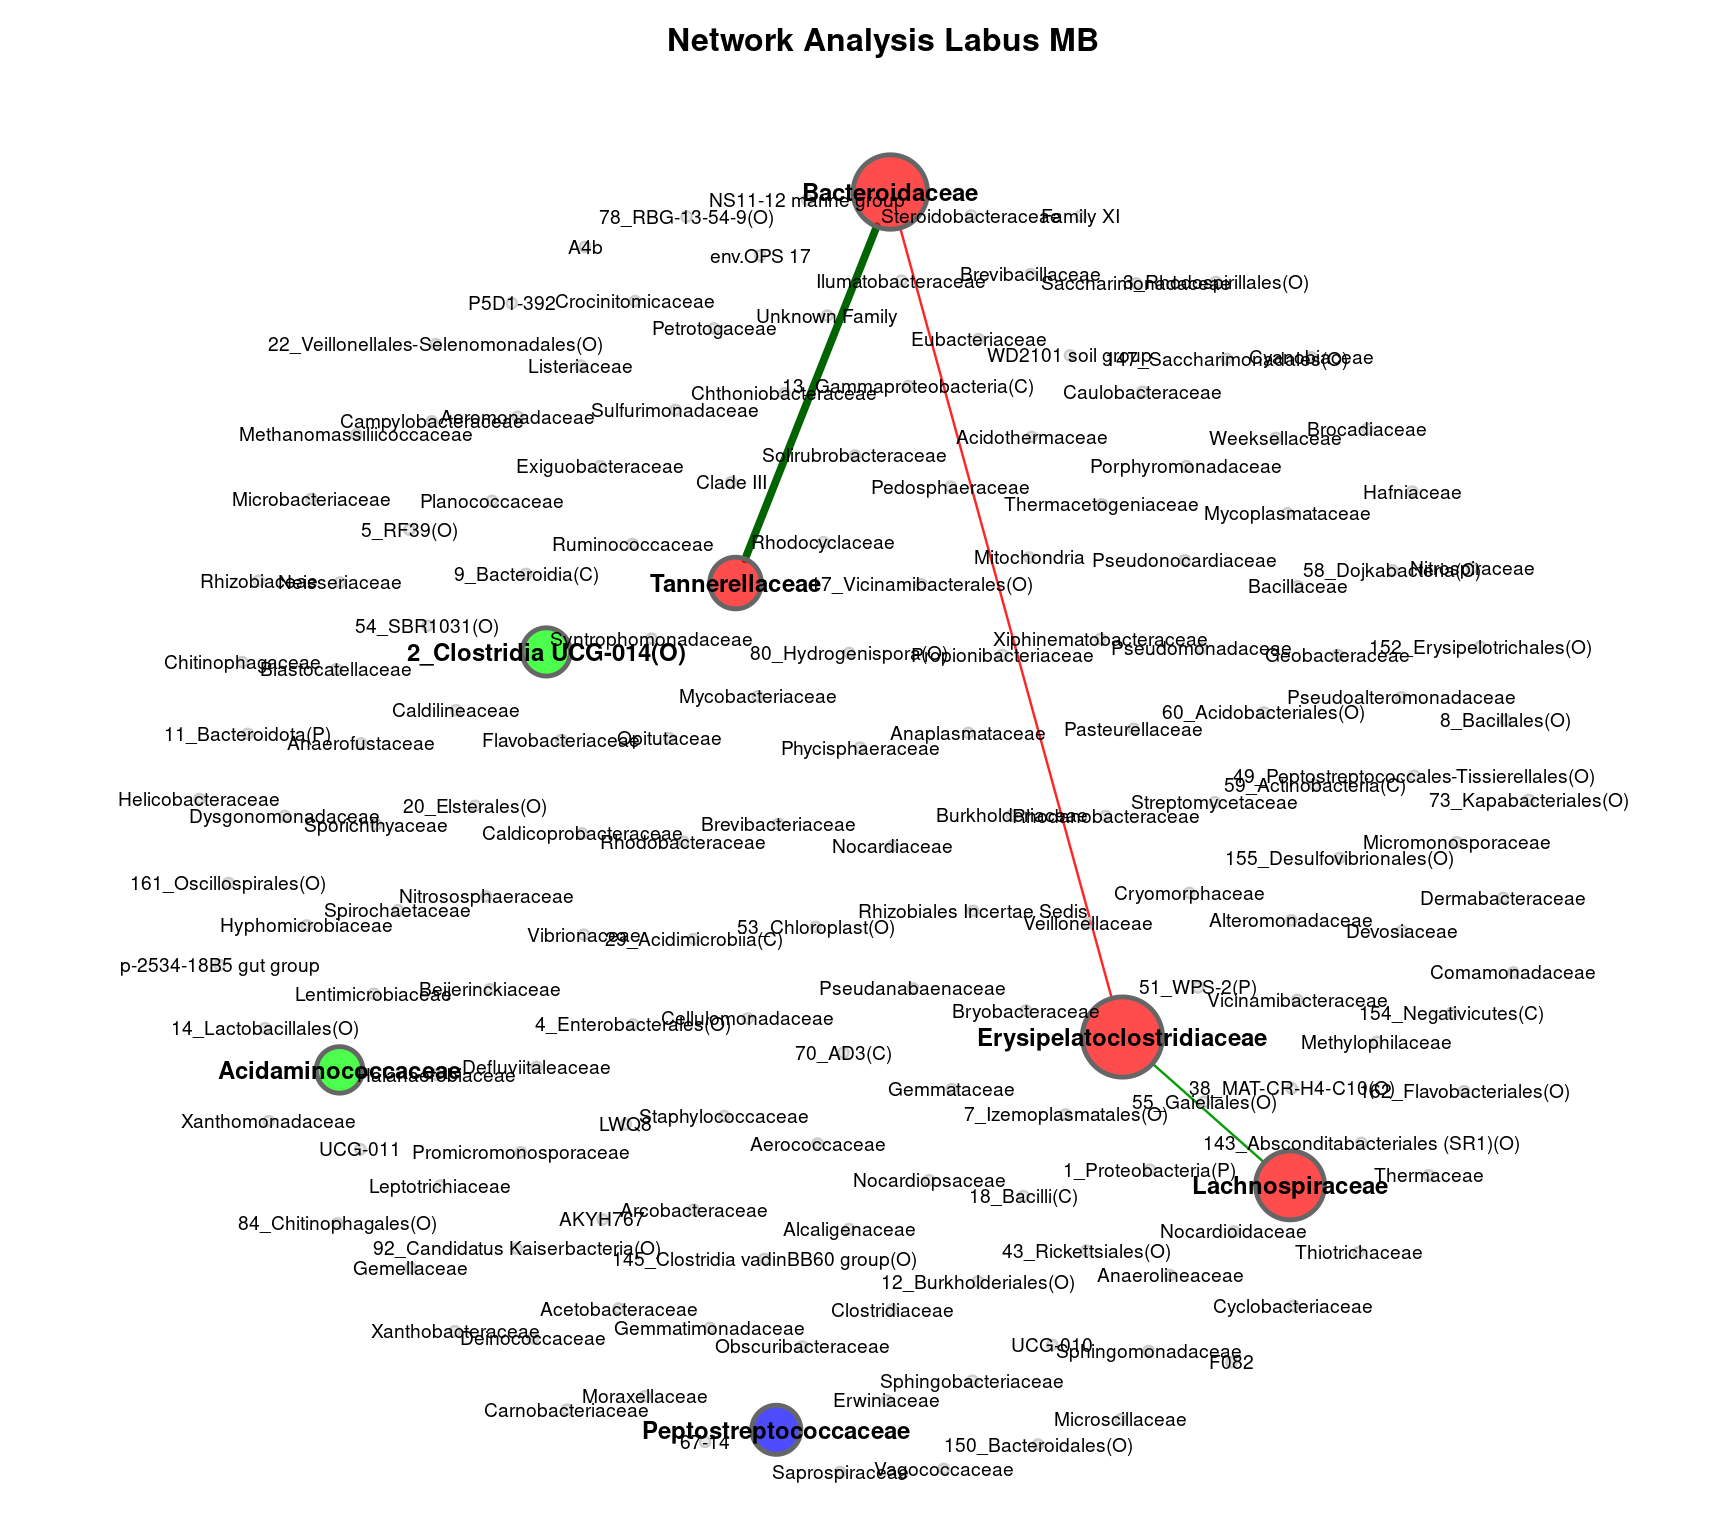 Network Analysis Labus MB
Bacteroidaceae
NS11-12 marine group
78_RBG-13-54-9(O)
Steroidobacteraceae
Family XI
A4b
env.OPS 17
Brevibacillaceae
Ilumatobacteraceae
Saccharimonadaceae
3_Rhodospirillales(O)
P5D1-392
Crocinitomicaceae
Unknown Family
Petrotogaceae
Eubacteriaceae
22_Veillonellales-Selenomonadales(O)
WD2101 soil group
147_Saccharimonadales(O)
Cyanobiaceae
Listeriaceae
13_Gammaproteobacteria(C)
Chthoniobacteraceae
Caulobacteraceae
Sulfurimonadaceae
Aeromonadaceae
Campylobacteraceae
Methanomassiliicoccaceae
Brocadiaceae
Acidothermaceae
Weeksellaceae
Solirubrobacteraceae
Exiguobacteraceae
Porphyromonadaceae
Clade III
Pedosphaeraceae
Hafniaceae
Microbacteriaceae
Planococcaceae
Thermacetogeniaceae
Mycoplasmataceae
5_RF39(O)
Ruminococcaceae
Rhodocyclaceae
Mitochondria
Pseudonocardiaceae
58_Dojkabacteria(C)
Nitrospiraceae
9_Bacteroidia(C)
Rhizobiaceae
Neisseriaceae
Tannerellaceae
17_Vicinamibacterales(O)
Bacillaceae
54_SBR1031(O)
Syntrophomonadaceae
2_Clostridia UCG-014(O)
80_Hydrogenispora(O)
Xiphinematobacteraceae
Propionibacteriaceae
Pseudomonadaceae
Geobacteraceae
152_Erysipelotrichales(O)
Chitinophagaceae
Blastocatellaceae
Mycobacteriaceae
Pseudoalteromonadaceae
Caldilineaceae
60_Acidobacteriales(O)
8_Bacillales(O)
11_Bacteroidota(P)
Anaerofustaceae
Flavobacteriaceae
Opitutaceae
Phycisphaeraceae
Anaplasmataceae
Pasteurellaceae
49_Peptostreptococcales-Tissierellales(O)
59_Actinobacteria(C)
Helicobacteraceae
Streptomycetaceae
73_Kapabacteriales(O)
20_Elsterales(O)
Dysgonomonadaceae
Sporichthyaceae
Burkholderiaceae
Rhodanobacteraceae
Caldicoprobacteraceae
Brevibacteriaceae
Rhodobacteraceae
Nocardiaceae
Micromonosporaceae
155_Desulfovibrionales(O)
161_Oscillospirales(O)
Nitrososphaeraceae
Cryomorphaceae
Dermabacteraceae
Spirochaetaceae
Hyphomicrobiaceae
Rhizobiales Incertae Sedis
Veillonellaceae
Alteromonadaceae
Devosiaceae
Vibrionaceae
29_Acidimicrobiia(C)
53_Chloroplast(O)
p-2534-18B5 gut group
Comamonadaceae
Lentimicrobiaceae
Beijerinckiaceae
Pseudanabaenaceae
51_WPS-2(P)
Vicinamibacteraceae
Bryobacteraceae
154_Negativicutes(C)
14_Lactobacillales(O)
4_Enterobacterales(O)
Cellulomonadaceae
Erysipelatoclostridiaceae
Methylophilaceae
70_AD3(C)
Acidaminococcaceae
Halanaerobiaceae
Defluviitaleaceae
Gemmataceae
38_MAT-CR-H4-C10(O)
162_Flavobacteriales(O)
55_Gaiellales(O)
7_Izemoplasmatales(O)
Xanthomonadaceae
LWQ8
Staphylococcaceae
Aerococcaceae
143_Absconditabacteriales (SR1)(O)
UCG-011
Promicromonosporaceae
1_Proteobacteria(P)
Thermaceae
Leptotrichiaceae
Nocardiopsaceae
18_Bacilli(C)
Lachnospiraceae
84_Chitinophagales(O)
AKYH767
Arcobacteraceae
Alcaligenaceae
Nocardioidaceae
92_Candidatus Kaiserbacteria(O)
145_Clostridia vadinBB60 group(O)
43_Rickettsiales(O)
Thiotrichaceae
Gemellaceae
12_Burkholderiales(O)
Anaerolineaceae
Acetobacteraceae
Clostridiaceae
Cyclobacteriaceae
Xanthobacteraceae
Deinococcaceae
Gemmatimonadaceae
Obscuribacteraceae
UCG-010
Sphingomonadaceae
F082
Sphingobacteriaceae
Moraxellaceae
Carnobacteriaceae
Erwiniaceae
Microscillaceae
Peptostreptococcaceae
67-14
150_Bacteroidales(O)
Saprospiraceae
Vagococcaceae